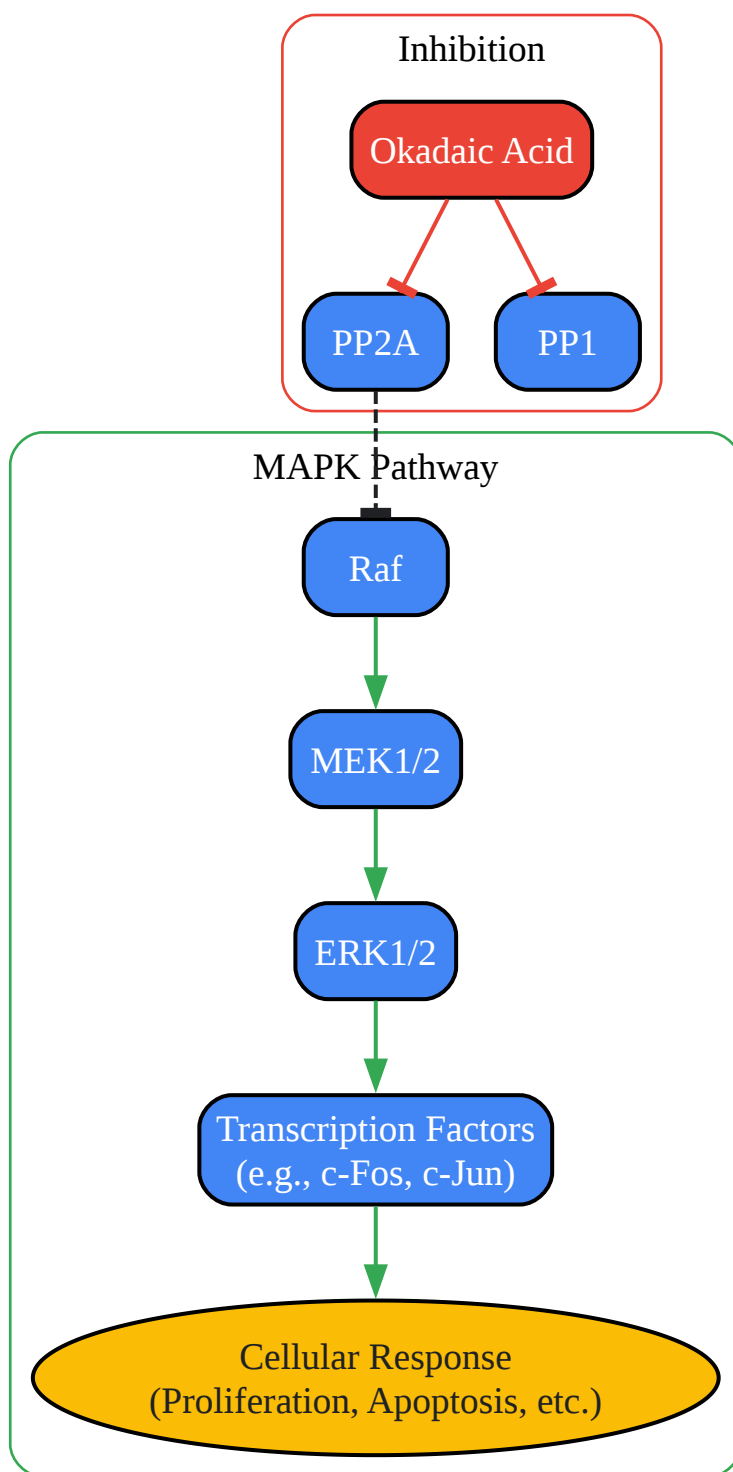 Inhibition
Okadaic Acid
PP2A
PP1
MAPK Pathway
Raf
MEK1/2
ERK1/2
Transcription Factors
(e.g., c-Fos, c-Jun)
Cellular Response
(Proliferation, Apoptosis, etc.)